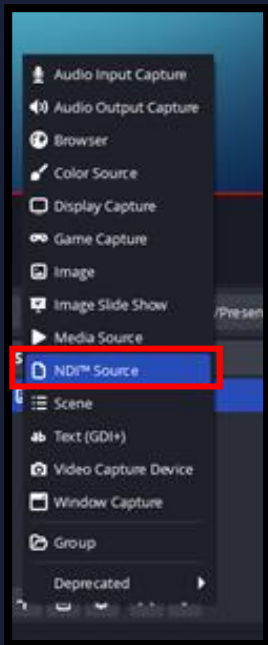 Audio Input Capture
Audio Output Capture
Browser
Color Source
Display Capture
Game Capture
Image
Image Slide Show
/Presen
Media Source
NDI™ Source
Scene
Text (GDI+)
Video Capture Device
Window Capture
Group
Deprecated